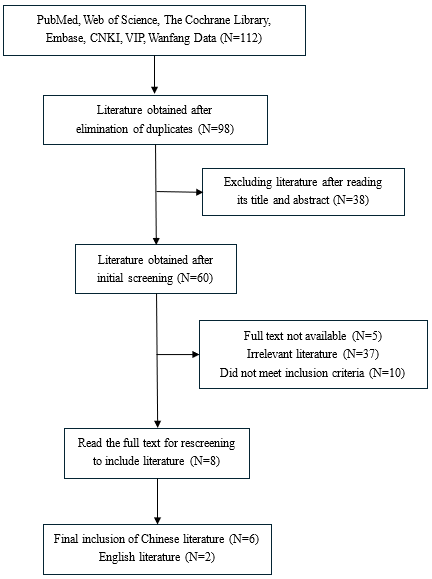 PubMed, Web of Science, The Cochrane Library,
Embase, CNKI, VIP, Wanfang Data (N=112)
Literature obtained after
elimination of duplicates (N=98)
Excluding literature after reading
its title and abstract (N=38)
Literature obtained after
initial screening (N=60)
Full text not available (N=5)
Irrelevant literature (N=37)
Did not meet inclusion criteria (N=10)
Read the full text for rescreening
to include literature (N=8)
Final inclusion of Chinese literature (N=6)
English literature (N=2)